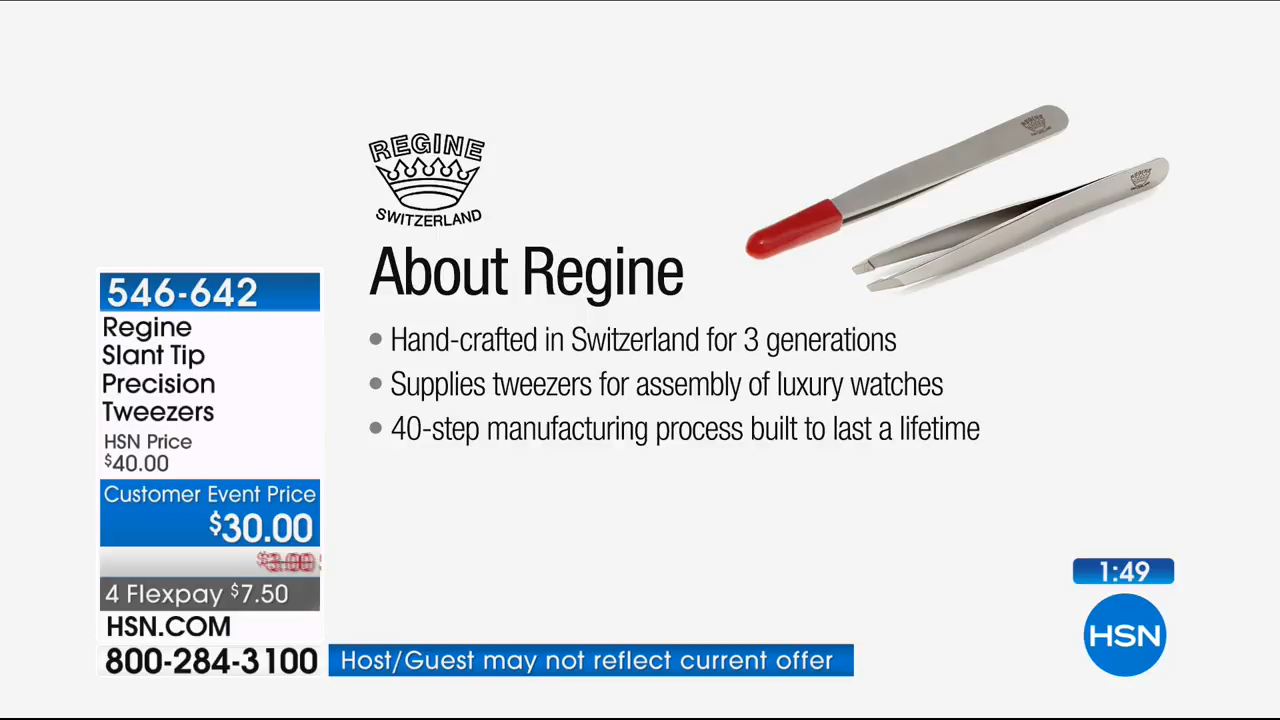 REGINE
SWITZERLAND
About Regine
• Hand-crafted in Switzerland for 3 generations
• Supplies tweezers for assembly of luxury watches
• 40-step manufacturing process built to last a lifetime
REGINE
REGINE
546-642
Regine
Slant Tip
Precision
Tweezers
HSN Price
$40.00
Customer Event Price
$30.00
4 Flexpay $7.50
HSN.COM
800-284-3100
Host/Guest may not reflect current offer
1:49
HSN